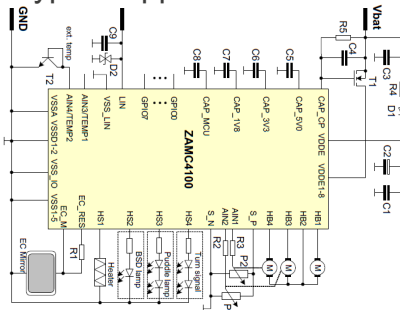 GND
Vbat
ext. temp
T2
C9
D2
C8
C7
C6
C5
R5
C4
T1
C3
R4
D1
C2
C1
VSSA
VSSD1-2
VSS_IO
VSS1-5
AIN4/TEMP2
AIN3/TEMP1
VSS_LIN
LIN
GPIO7
GPIO0
CAP_MCU
CAP_1V8
CAP_3V3
CAP_5V0
CAP_CP
VDDE
VDDE1-8
ZAMC4100
EC_M
EC_RES
HS1
HS2
HS3
HS4
S_N
AIN2
AIN1
S_P
HB4
HB3
HB2
HB1
R1
R2
R3
P2
M
M
M
EC Mirror
Heater
BSD lamp
Puddle lamp
Turn signal